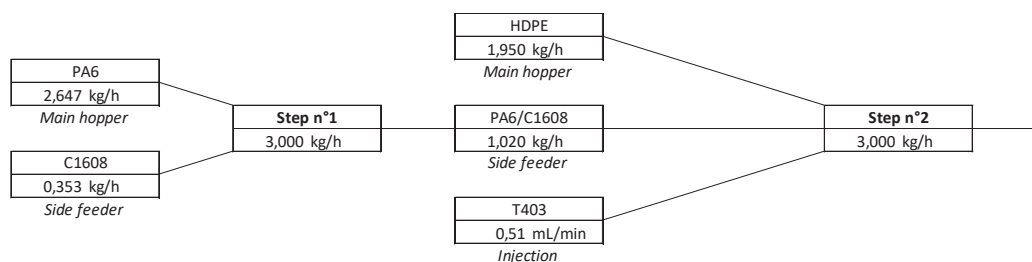 PA6
2,647 kg/h
Main hopper
C1608
0,353 kg/h
Side feeder
Step n°1
3,000 kg/h
HDPE
1,950 kg/h
Main hopper
PA6/C1608
1,020 kg/h
Side feeder
T403
0,51 mL/min
Injection
Step n°2
3,000 kg/h